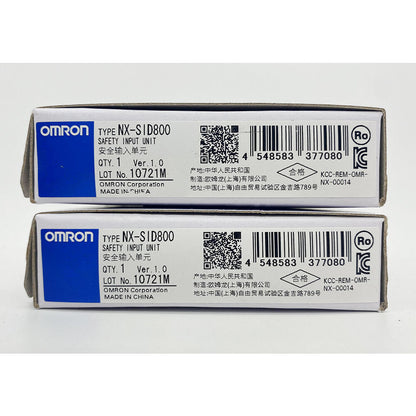 OMRON
TYPE NX-SID800
SAFETY INPUT UNIT
安全输入单元
QTY. 1 Ver.1.0
LOT No. 10721M
OMRON Corporation
MADE IN CHINA
产地:中华人民共和国
制造:欧姆龙(上海)有限公司
地址:中国(上海)自由贸易试验区金吉路789号
4 548583 377080
合格
Ro
KCC-REM-OMR-
NX-00014
OMRON
TYPE NX-SID800
SAFETY INPUT UNIT
安全输入单元
QTY. 1 Ver.1.0
LOT No. 10721M
OMRON Corporation
MADE IN CHINA
产地:中华人民共和国
制造:欧姆龙(上海)有限公司
地址:中国(上海)自由贸易试验区金吉路789号
4 548583 377080
合格
Ro
KCC-REM-OMR-
NX-00014